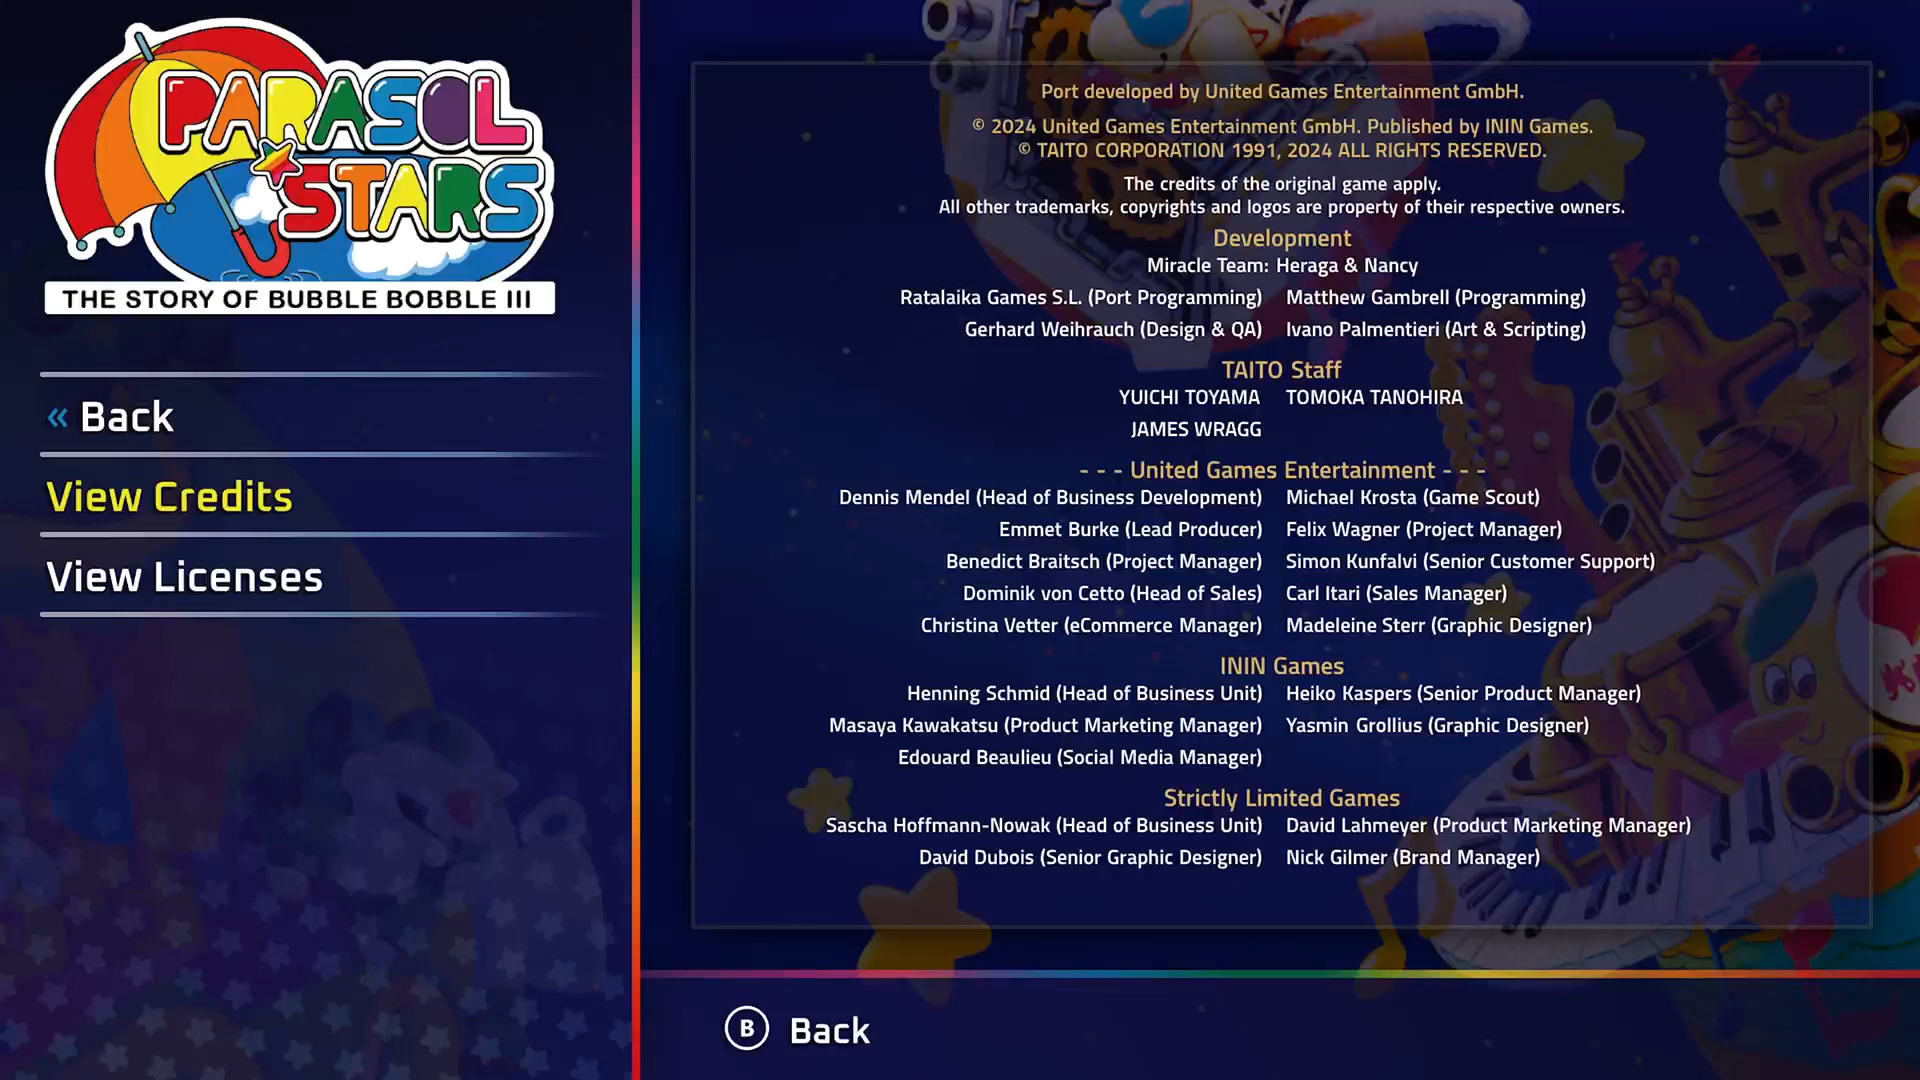 PARASOL
STARS
THE STORY OF BUBBLE BOBBLE III
« Back
View Credits
View Licenses
Port developed by United Games Entertainment GmbH.
© 2024 United Games Entertainment GmbH. Published by ININ Games.
© TAITO CORPORATION 1991, 2024 ALL RIGHTS RESERVED.
The credits of the original game apply.
All other trademarks, copyrights and logos are property of their respective owners.
Development
Miracle Team: Heraga & Nancy
Ratalaika Games S.L. (Port Programming) Matthew Gambrell (Programming)
Gerhard Weihrauch (Design & QA) Ivano Palmentieri (Art & Scripting)
TAITO Staff
YUICHI TOYAMA TOMOKA TANOHIRA
JAMES WRAGG
- - - United Games Entertainment - - -
Dennis Mendel (Head of Business Development) Michael Krosta (Game Scout)
Emmet Burke (Lead Producer) Felix Wagner (Project Manager)
Benedict Braitsch (Project Manager) Simon Kunfalvi (Senior Customer Support)
Dominik von Cetto (Head of Sales) Carl Itari (Sales Manager)
Christina Vetter (eCommerce Manager) Madeleine Sterr (Graphic Designer)
ININ Games
Henning Schmid (Head of Business Unit) Heiko Kaspers (Senior Product Manager)
Masaya Kawakatsu (Product Marketing Manager) Yasmin Grollius (Graphic Designer)
Edouard Beaulieu (Social Media Manager)
Strictly Limited Games
Sascha Hoffmann-Nowak (Head of Business Unit) David Lahmeyer (Product Marketing Manager)
David Dubois (Senior Graphic Designer) Nick Gilmer (Brand Manager)
B Back